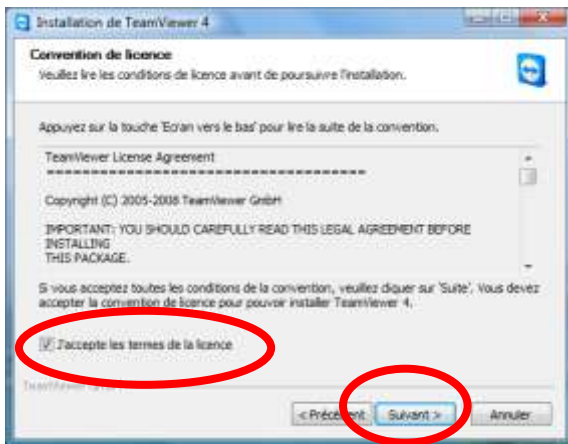 Installation de TeamViewer 4
Convention de licence
Veuillez lire les conditions de licence avant de poursuivre l'installation.
Appuyez sur la touche 'Ecran vers le bas' pour lire la suite de la convention.
TeamViewer License Agreement
=====================================
Copyright (C) 2005-2008 TeamViewer GmbH
IMPORTANT: YOU SHOULD CAREFULLY READ THIS LEGAL AGREEMENT BEFORE
INSTALLING
THIS PACKAGE.
Si vous acceptez toutes les conditions de la convention, veuillez cliquer sur 'Suite'. Vous devez
accepter la convention de licence pour pouvoir installer TeamViewer 4.
J'accepte les termes de la licence
< Précédent Suivant > Annuler